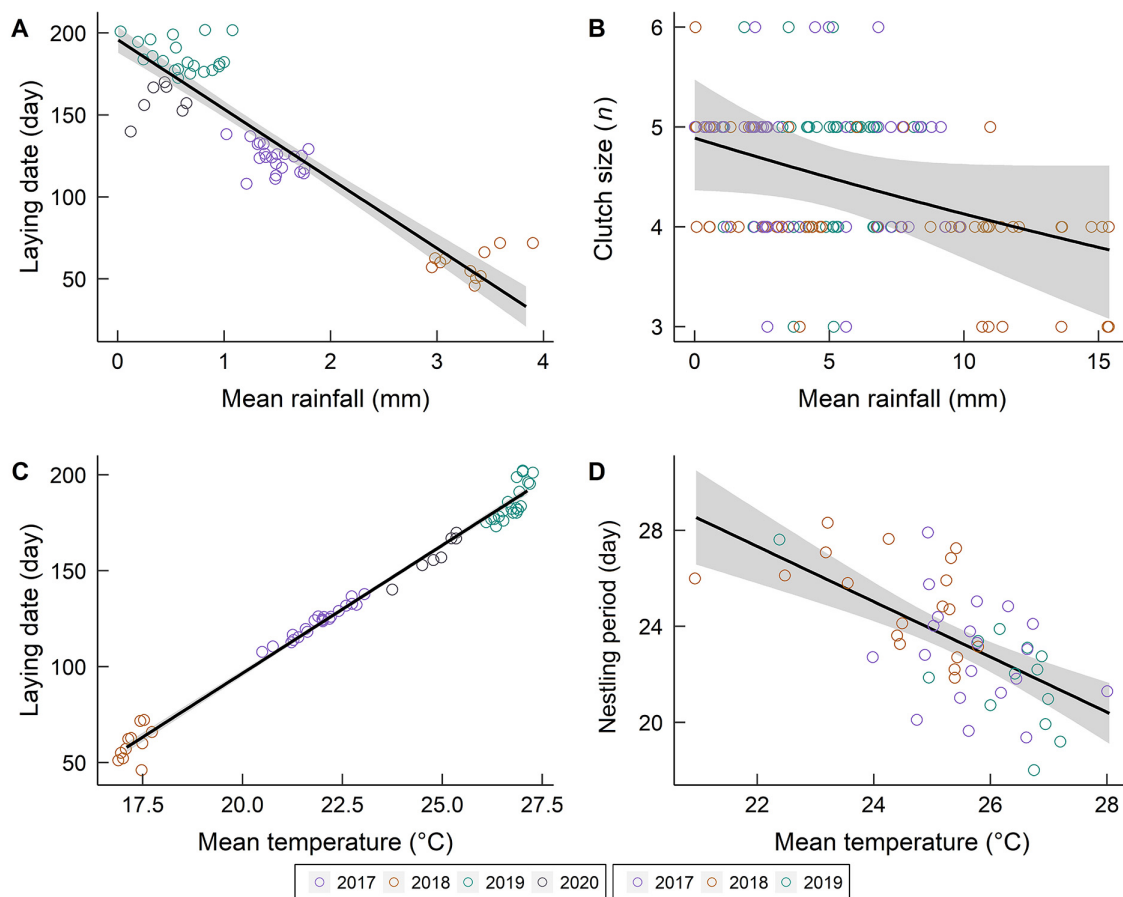 A
Laying date (day)
200
150
100
50
0 1 2 3 4
Mean rainfall (mm)
B
Clutch size (n)
6
5
4
3
0 5 10 15
Mean rainfall (mm)
C
Laying date (day)
200
150
100
50
17.5 20.0 22.5 25.0 27.5
Mean temperature (°C)
D
Nestling period (day)
28
24
20
22 24 26 28
Mean temperature (°C)
2017 2018 2019 2020
2017 2018 2019